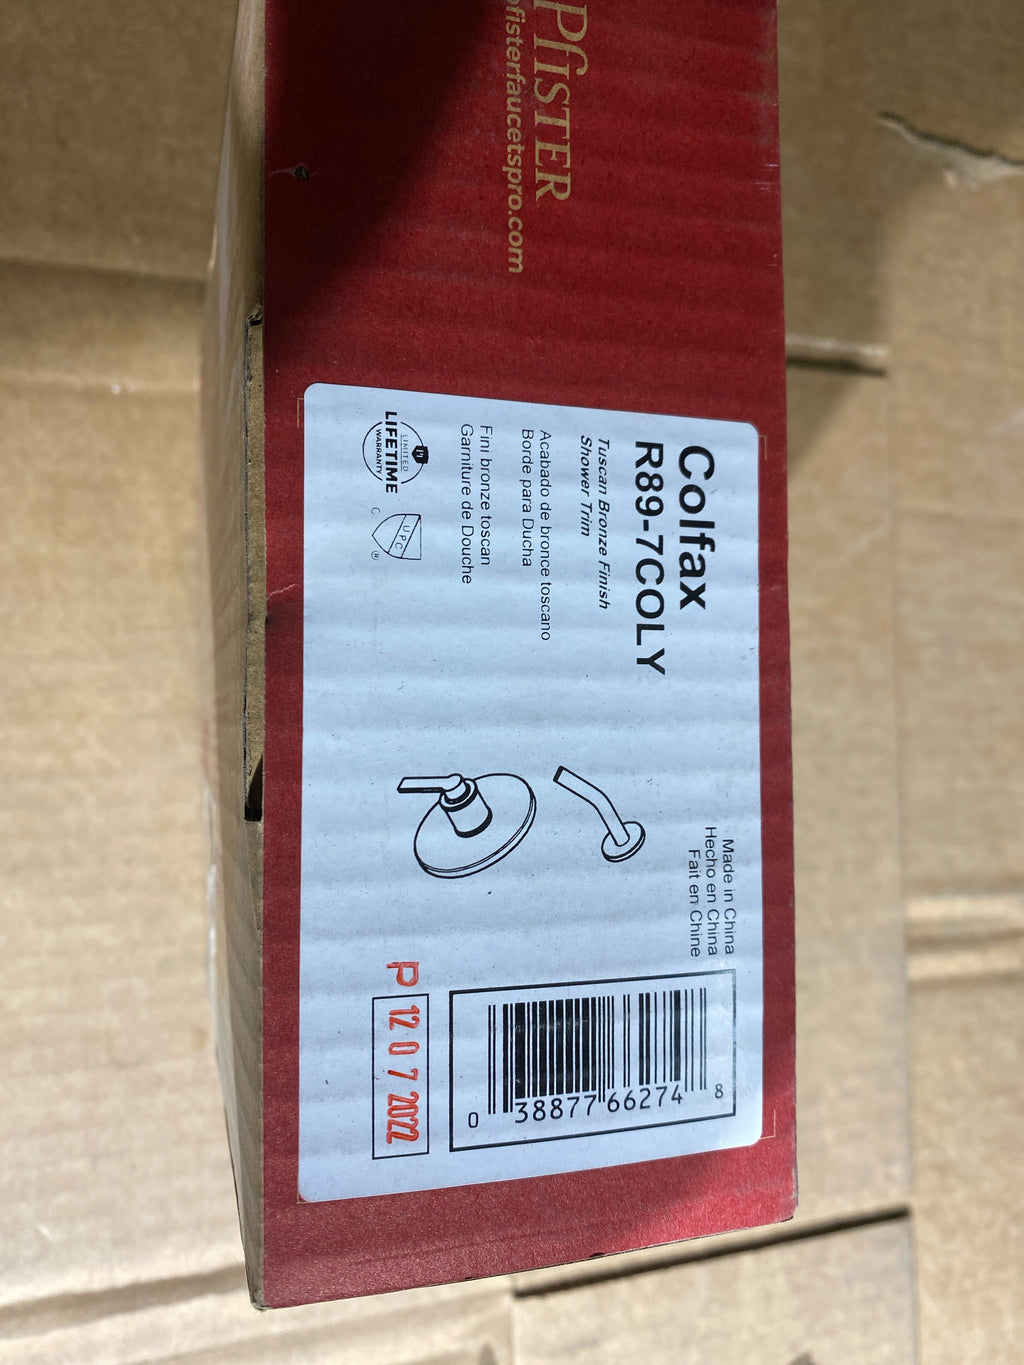 Pfister
pfisterfaucetspro.com
Colfax
R89-7COLY
Tuscan Bronze Finish
Shower Trim
Acabado de bronce toscano
Borde para Ducha
Fini bronze toscan
Garniture de Douche
LIMITED
LIFETIME
WARRANTY
C UPC ®
Made in China
Hecho en China
Fait en Chine
0 38877 66274 8
P 12 0 7 2022